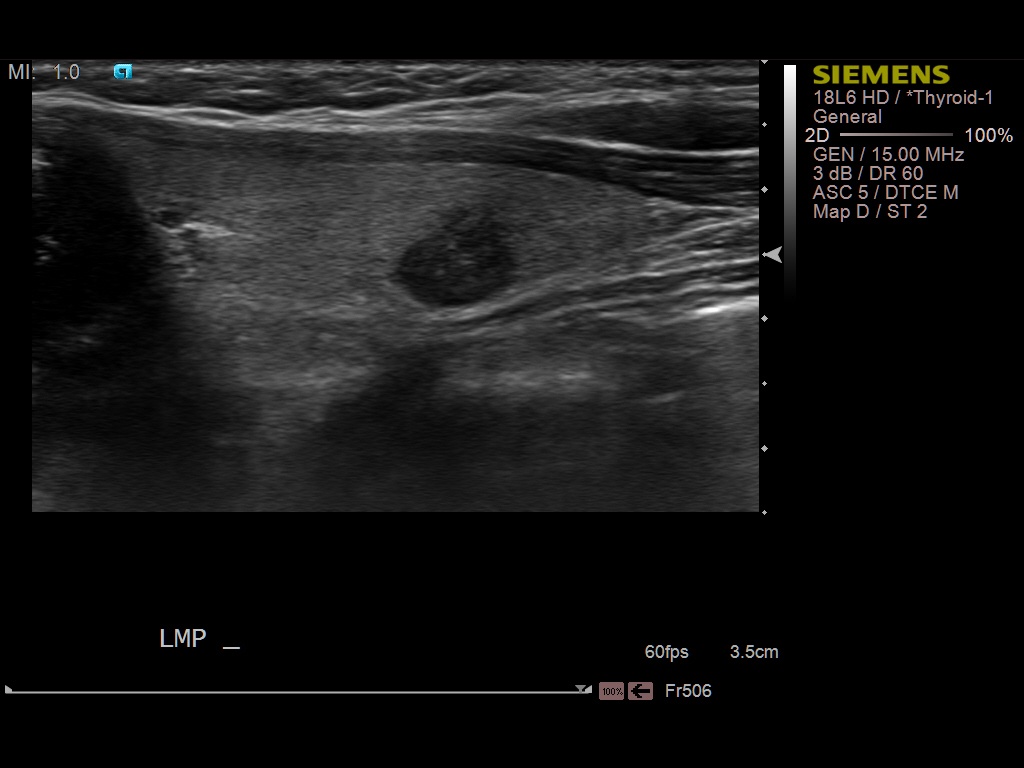 MI: 1.0
SIEMENS
18L6 HD / *Thyroid-1
General
2D 100%
GEN / 15.00 MHz
3 dB / DR 60
ASC 5 / DTCE M
Map D / ST 2
LMP _
60fps 3.5cm
100% Fr506